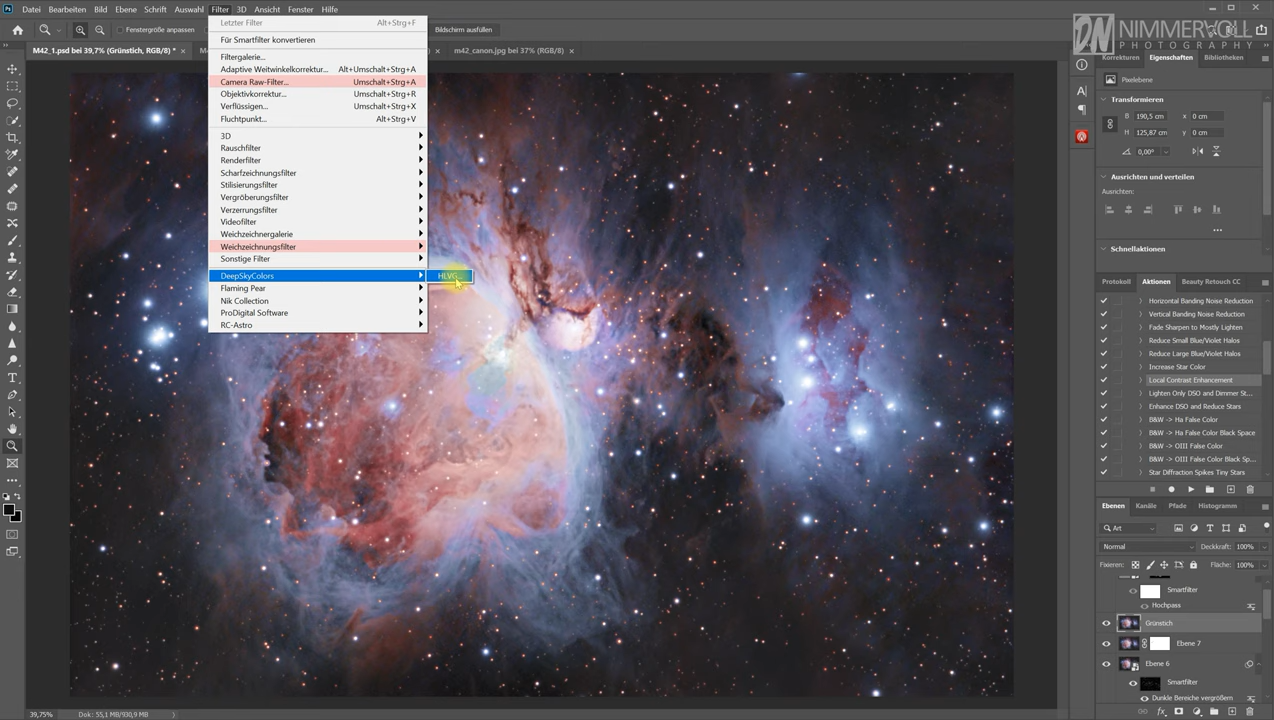 Ps Datei Bearbeiten Bild Ebene Schrift Auswahl Filter 3D Ansicht Fenster Hilfe
Fenstergröße anpassen
Bildschirm ausfüllen
DN NIMMERVOLL
PHOTOGRAPHY
M42_1.psd bei 39,7% (Grünstich, RGB/8) *
m42_canon.jpg bei 37% (RGB/8)
Letzter Filter Alt+Strg+F
Für Smartfilter konvertieren
Filtergalerie...
Adaptive Weitwinkelkorrektur... Alt+Umschalt+Strg+A
Camera Raw-Filter... Umschalt+Strg+A
Objektivkorrektur... Umschalt+Strg+R
Verflüssigen... Umschalt+Strg+X
Fluchtpunkt... Alt+Strg+V
3D
Rauschfilter
Renderfilter
Scharfzeichnungsfilter
Stilisierungsfilter
Vergröberungsfilter
Verzerrungsfilter
Videofilter
Weichzeichnergalerie
Weichzeichnungsfilter
Sonstige Filter
DeepSkyColors
HLVG...
Flaming Pear
Nik Collection
ProDigital Software
RC-Astro
Korrekturen Eigenschaften Bibliotheken
Pixelebene
Transformieren
B 190,5 cm x 0 cm
H 125,87 cm y 0 cm
0,00°
Ausrichten und verteilen
Ausrichten:
Schnellaktionen
Protokoll Aktionen Beauty Retouch CC
Horizontal Banding Noise Reduction
Vertical Banding Noise Reduction
Fade Sharpen to Mostly Lighten
Reduce Small Blue/Violet Halos
Reduce Large Blue/Violet Halos
Increase Star Color
Local Contrast Enhancement
Lighten Only DSO and Dimmer St...
Enhance DSO and Reduce Stars
B&W -> Ha False Color
B&W -> Ha False Color Black Space
B&W -> OIII False Color
B&W -> OIII False Color Black Space
Star Diffraction Spikes Tiny Stars
Ebenen Kanäle Pfade Histogramm
Art
Normal Deckkraft: 100%
Fixieren: Fläche: 100%
Smartfilter
Hochpass
Grünstich
Ebene 7
Ebene 6
Smartfilter
Dunkle Bereiche vergrößern
39,75% Dok: 55,1 MB/930,9 MB